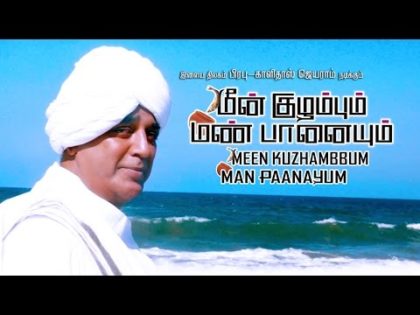 இளைய திலகம் பிரபு-காளிதாஸ் ஜெயராம் நடிக்கும்
மீன் குழம்பும்
மண் பானையும்
MEEN KUZHAMBBUM
MAN PAANAYUM